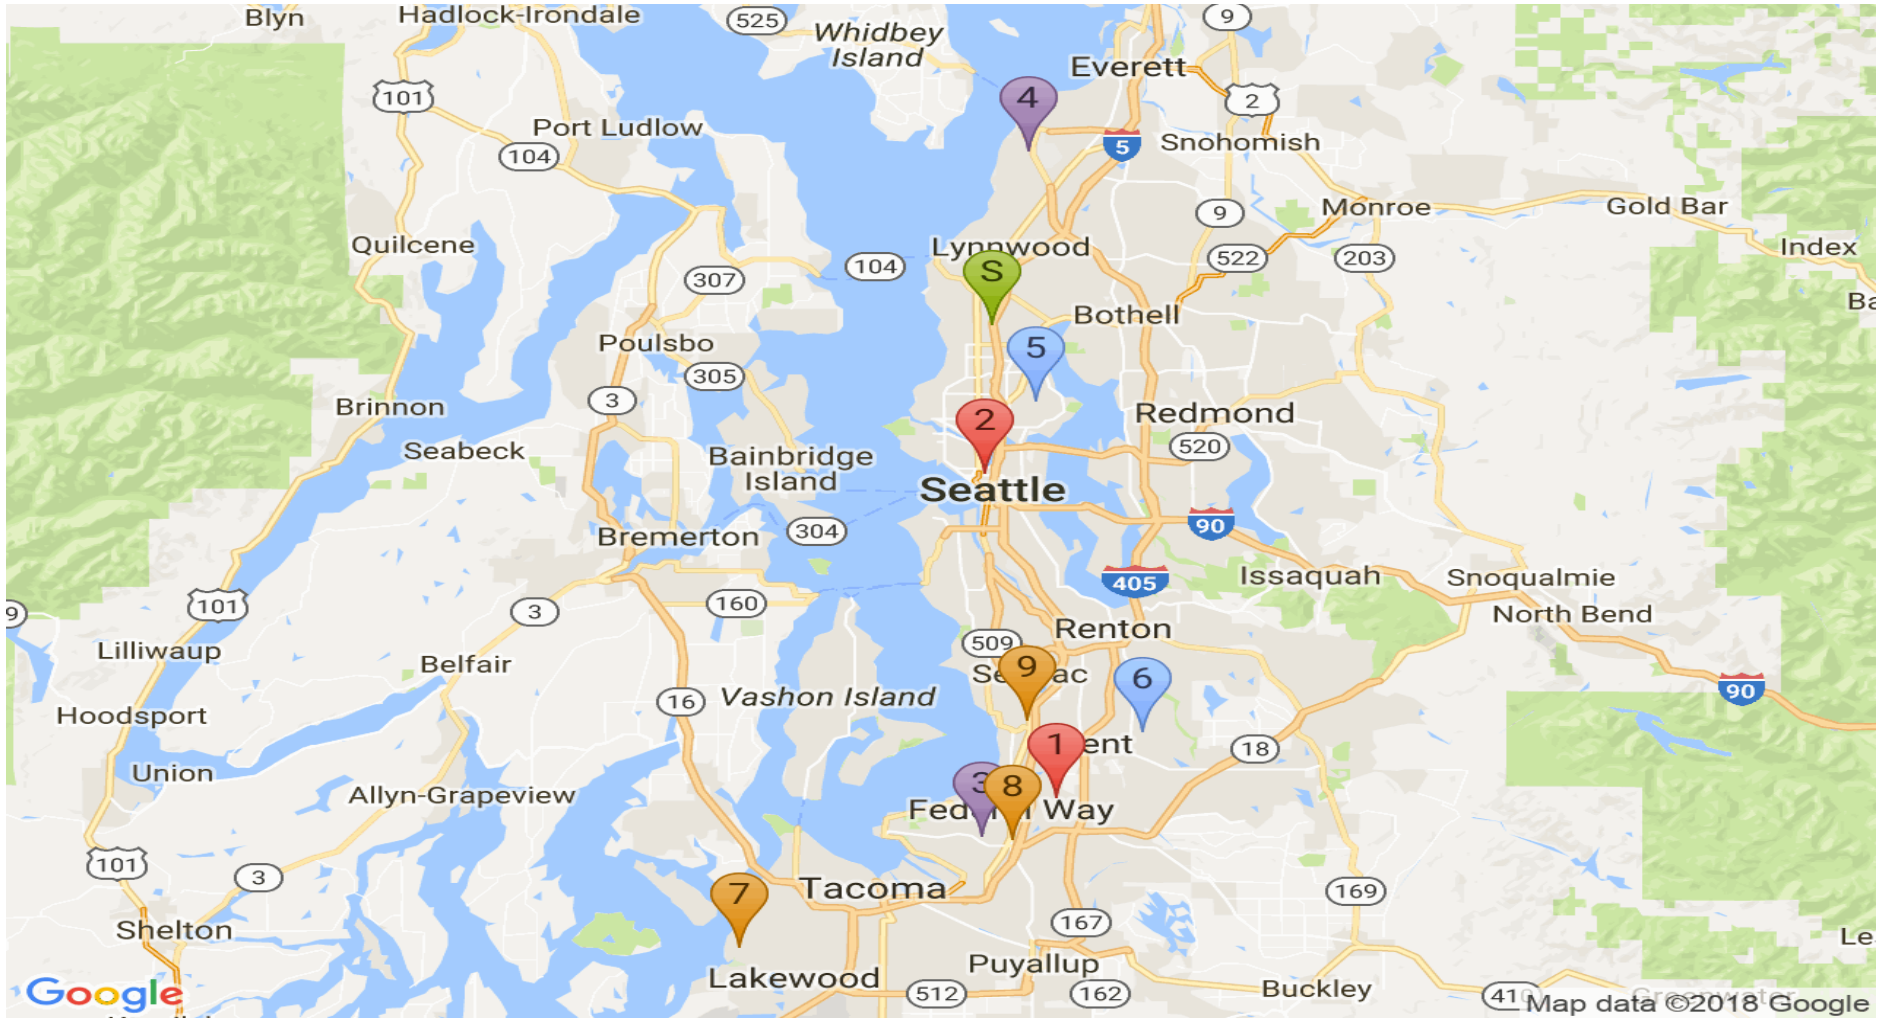 Blyn
Hadlock-Irondale
525
Whidbey
Island
9
Everett
101
4
2
Port Ludlow
104
5
Snohomish
Quilcene
9
Monroe
Gold Bar
Index
Lynnwood
104
522
203
307
S
Bothell
Poulsbo
5
305
3
Brinnon
2
Redmond
520
Seabeck
Bainbridge
Island
Seattle
304
90
Bremerton
405
Issaquah
Snoqualmie
101
3
160
9
North Bend
Renton
509
Lilliwaup
Belfair
9
6
16
Vashon Island
90
Hoodsport
1
18
Union
Allyn-Grapeview
3
8
Way
101
3
7
Tacoma
169
167
Shelton
Lakewood
Puyallup
512
162
Buckley
410
Google
Map data ©2018 Google